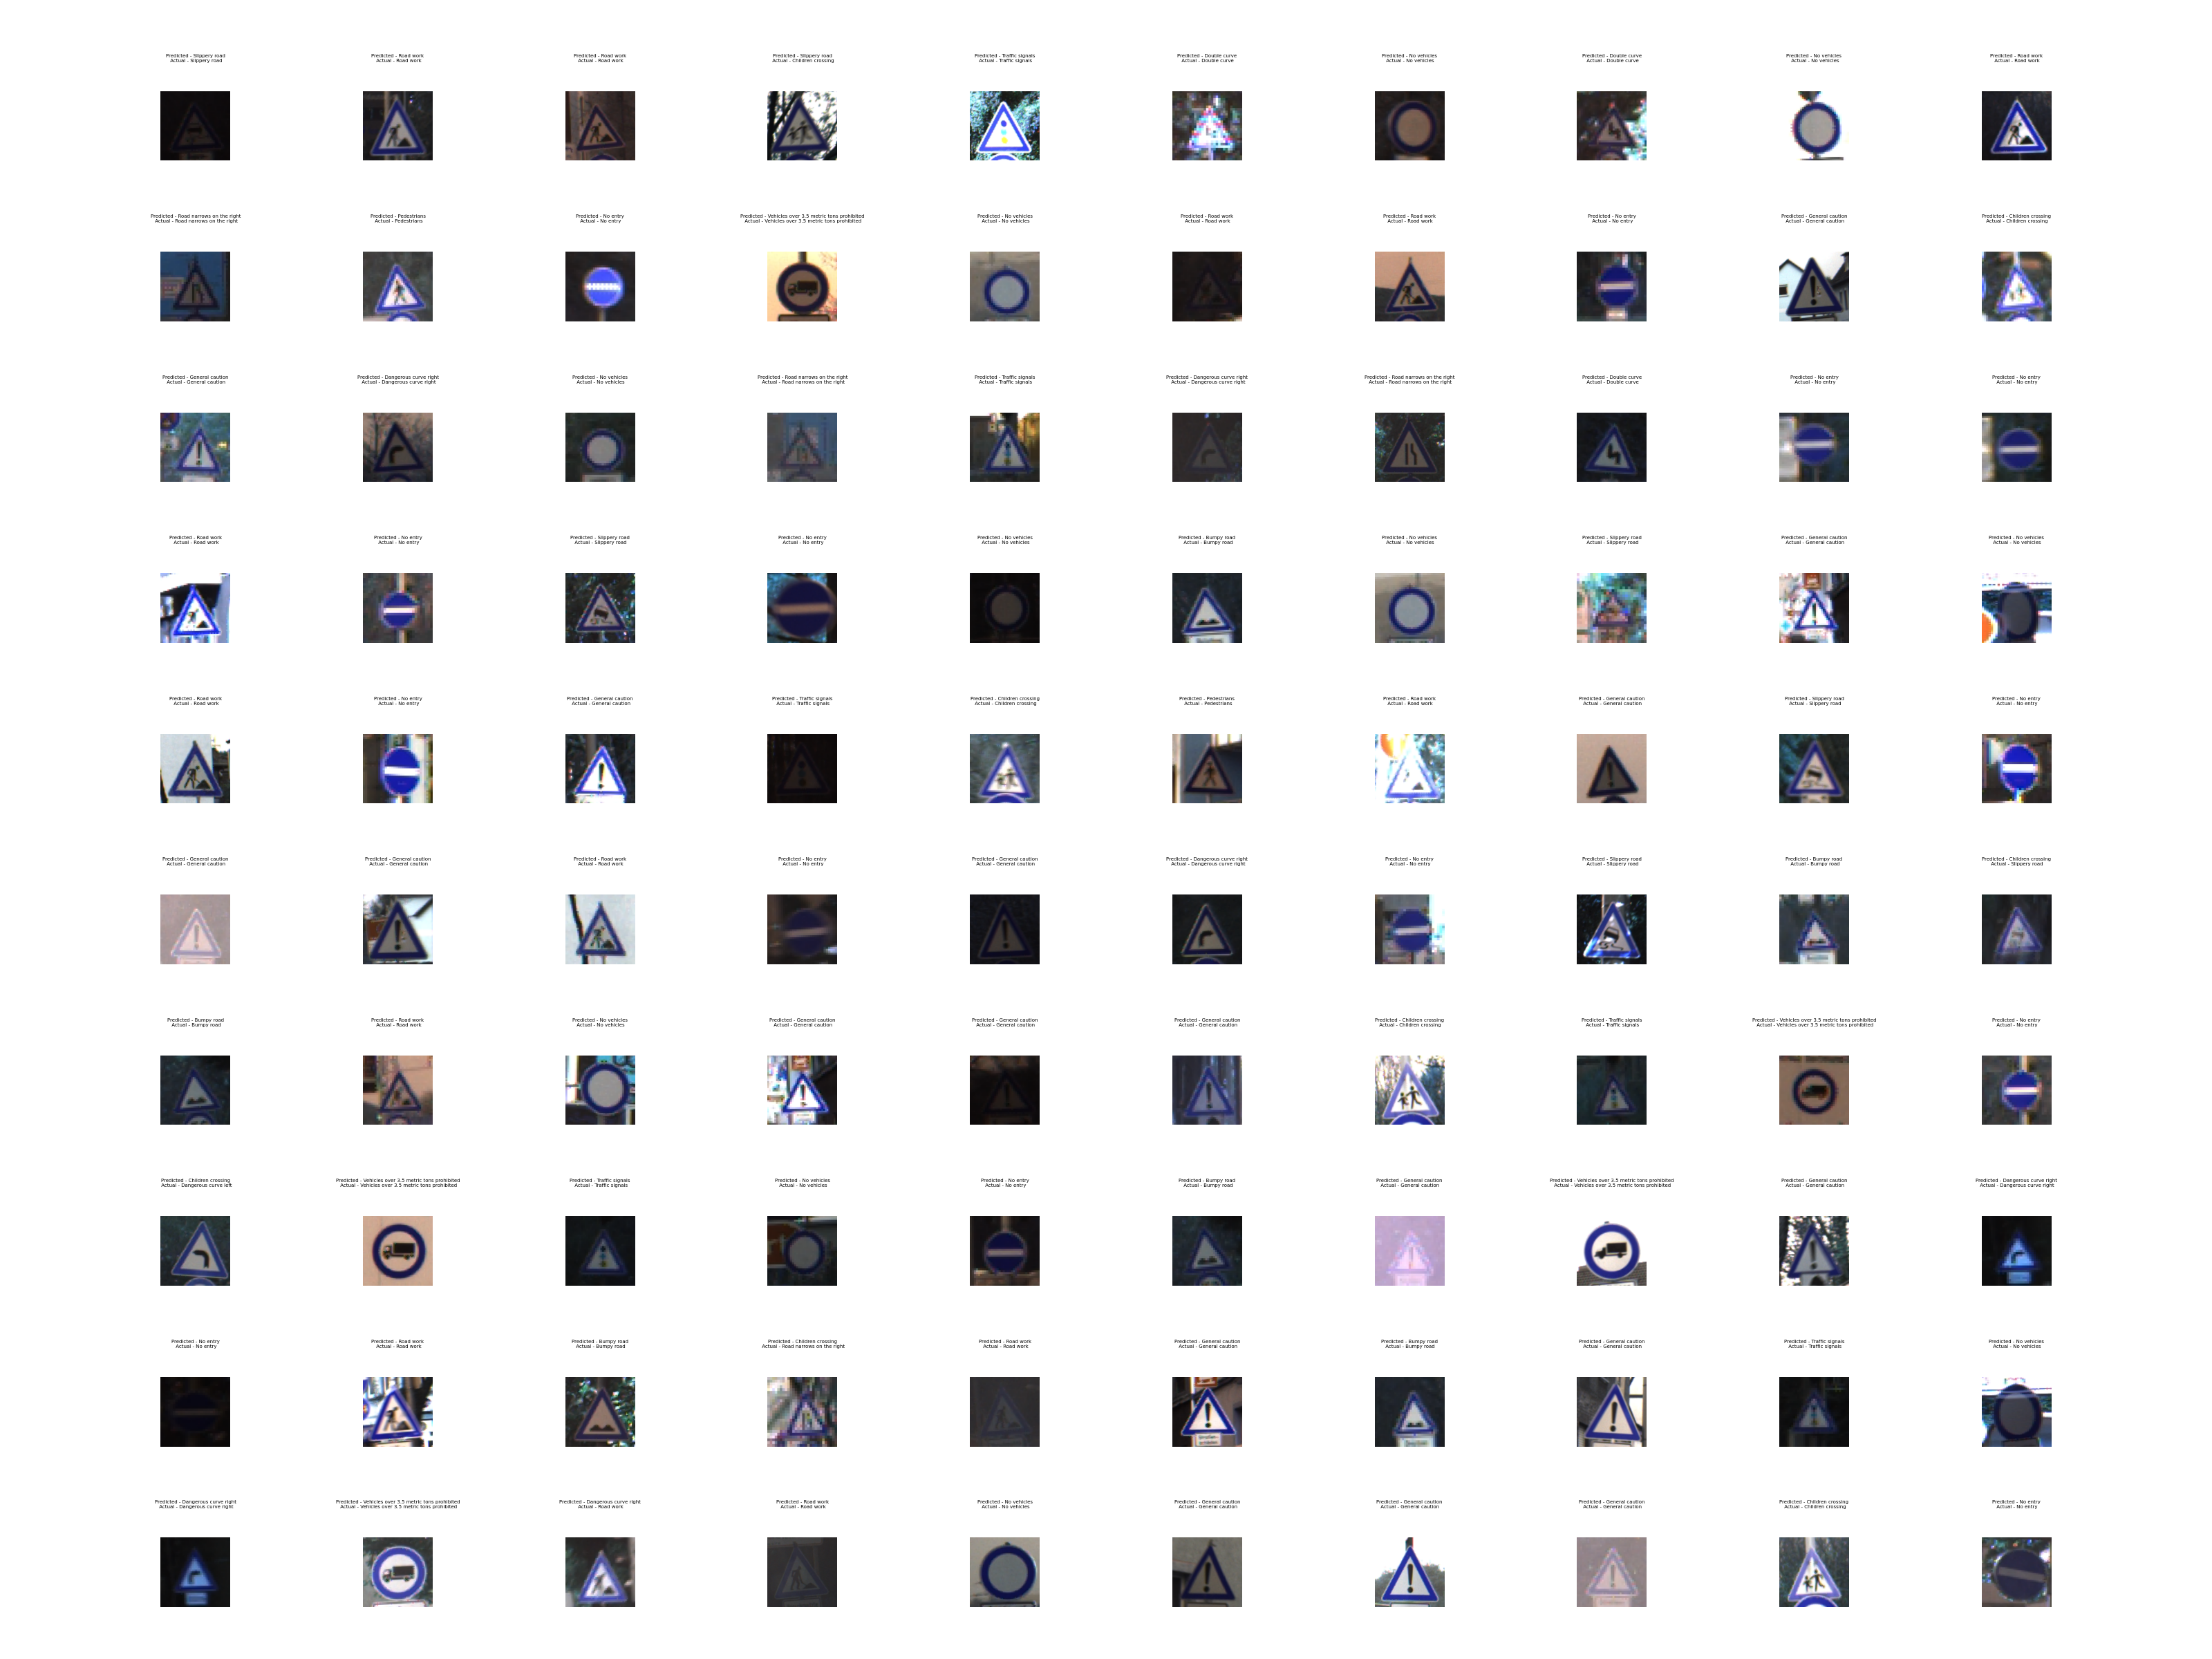 Predicted - Slippery road
Actual - Slippery road
Predicted - Road work
Actual - Road work
Predicted - Road work
Actual - Road work
Predicted - Slippery road
Actual - Children crossing
Predicted - Traffic signals
Actual - Traffic signals
Predicted - Double curve
Actual - Double curve
Predicted - No vehicles
Actual - No vehicles
Predicted - Double curve
Actual - Double curve
Predicted - No vehicles
Actual - No vehicles
Predicted - Road work
Actual - Road work
Predicted - Road narrows on the right
Actual - Road narrows on the right
Predicted - Pedestrians
Actual - Pedestrians
Predicted - No entry
Actual - No entry
Predicted - Vehicles over 3.5 metric tons prohibited
Actual - Vehicles over 3.5 metric tons prohibited
Predicted - No vehicles
Actual - No vehicles
Predicted - Road work
Actual - Road work
Predicted - Road work
Actual - Road work
Predicted - No entry
Actual - No entry
Predicted - General caution
Actual - General caution
Predicted - Children crossing
Actual - Children crossing
Predicted - General caution
Actual - General caution
Predicted - Dangerous curve right
Actual - Dangerous curve right
Predicted - No vehicles
Actual - No vehicles
Predicted - Road narrows on the right
Actual - Road narrows on the right
Predicted - Traffic signals
Actual - Traffic signals
Predicted - Dangerous curve right
Actual - Dangerous curve right
Predicted - Road narrows on the right
Actual - Road narrows on the right
Predicted - Double curve
Actual - Double curve
Predicted - No entry
Actual - No entry
Predicted - No entry
Actual - No entry
Predicted - Road work
Actual - Road work
Predicted - No entry
Actual - No entry
Predicted - Slippery road
Actual - Slippery road
Predicted - No entry
Actual - No entry
Predicted - No vehicles
Actual - No vehicles
Predicted - Bumpy road
Actual - Bumpy road
Predicted - No vehicles
Actual - No vehicles
Predicted - Slippery road
Actual - Slippery road
Predicted - General caution
Actual - General caution
Predicted - No vehicles
Actual - No vehicles
Predicted - Road work
Actual - Road work
Predicted - No entry
Actual - No entry
Predicted - General caution
Actual - General caution
Predicted - Traffic signals
Actual - Traffic signals
Predicted - Children crossing
Actual - Children crossing
Predicted - Pedestrians
Actual - Pedestrians
Predicted - Road work
Actual - Road work
Predicted - General caution
Actual - General caution
Predicted - Slippery road
Actual - Slippery road
Predicted - No entry
Actual - No entry
Predicted - General caution
Actual - General caution
Predicted - General caution
Actual - General caution
Predicted - Road work
Actual - Road work
Predicted - No entry
Actual - No entry
Predicted - General caution
Actual - General caution
Predicted - Dangerous curve right
Actual - Dangerous curve right
Predicted - No entry
Actual - No entry
Predicted - Slippery road
Actual - Slippery road
Predicted - Bumpy road
Actual - Bumpy road
Predicted - Children crossing
Actual - Slippery road
Predicted - Bumpy road
Actual - Bumpy road
Predicted - Road work
Actual - Road work
Predicted - No vehicles
Actual - No vehicles
Predicted - General caution
Actual - General caution
Predicted - General caution
Actual - General caution
Predicted - General caution
Actual - General caution
Predicted - Children crossing
Actual - Children crossing
Predicted - Traffic signals
Actual - Traffic signals
Predicted - Vehicles over 3.5 metric tons prohibited
Actual - Vehicles over 3.5 metric tons prohibited
Predicted - No entry
Actual - No entry
Predicted - Children crossing
Actual - Dangerous curve left
Predicted - Vehicles over 3.5 metric tons prohibited
Actual - Vehicles over 3.5 metric tons prohibited
Predicted - Traffic signals
Actual - Traffic signals
Predicted - No vehicles
Actual - No vehicles
Predicted - No entry
Actual - No entry
Predicted - Bumpy road
Actual - Bumpy road
Predicted - General caution
Actual - General caution
Predicted - Vehicles over 3.5 metric tons prohibited
Actual - Vehicles over 3.5 metric tons prohibited
Predicted - General caution
Actual - General caution
Predicted - Dangerous curve right
Actual - Dangerous curve right
Predicted - No entry
Actual - No entry
Predicted - Road work
Actual - Road work
Predicted - Bumpy road
Actual - Bumpy road
Predicted - Children crossing
Actual - Road narrows on the right
Predicted - Road work
Actual - Road work
Predicted - General caution
Actual - General caution
Predicted - Bumpy road
Actual - Bumpy road
Predicted - General caution
Actual - General caution
Predicted - Traffic signals
Actual - Traffic signals
Predicted - No vehicles
Actual - No vehicles
Predicted - Dangerous curve right
Actual - Dangerous curve right
Predicted - Vehicles over 3.5 metric tons prohibited
Actual - Vehicles over 3.5 metric tons prohibited
Predicted - Dangerous curve right
Actual - Road work
Predicted - Road work
Actual - Road work
Predicted - No vehicles
Actual - No vehicles
Predicted - General caution
Actual - General caution
Predicted - General caution
Actual - General caution
Predicted - General caution
Actual - General caution
Predicted - Children crossing
Actual - Children crossing
Predicted - No entry
Actual - No entry